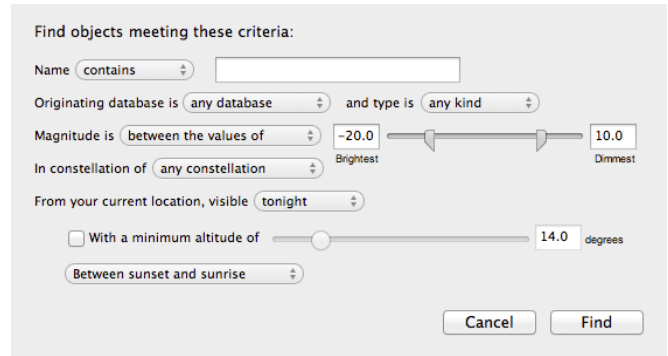 Find objects meeting these criteria:
Name contains
Originating database is any database and type is any kind
Magnitude is between the values of -20.0 10.0
Brightest Dimmest
In constellation of any constellation
From your current location, visible tonight
With a minimum altitude of 14.0 degrees
Between sunset and sunrise
Cancel Find